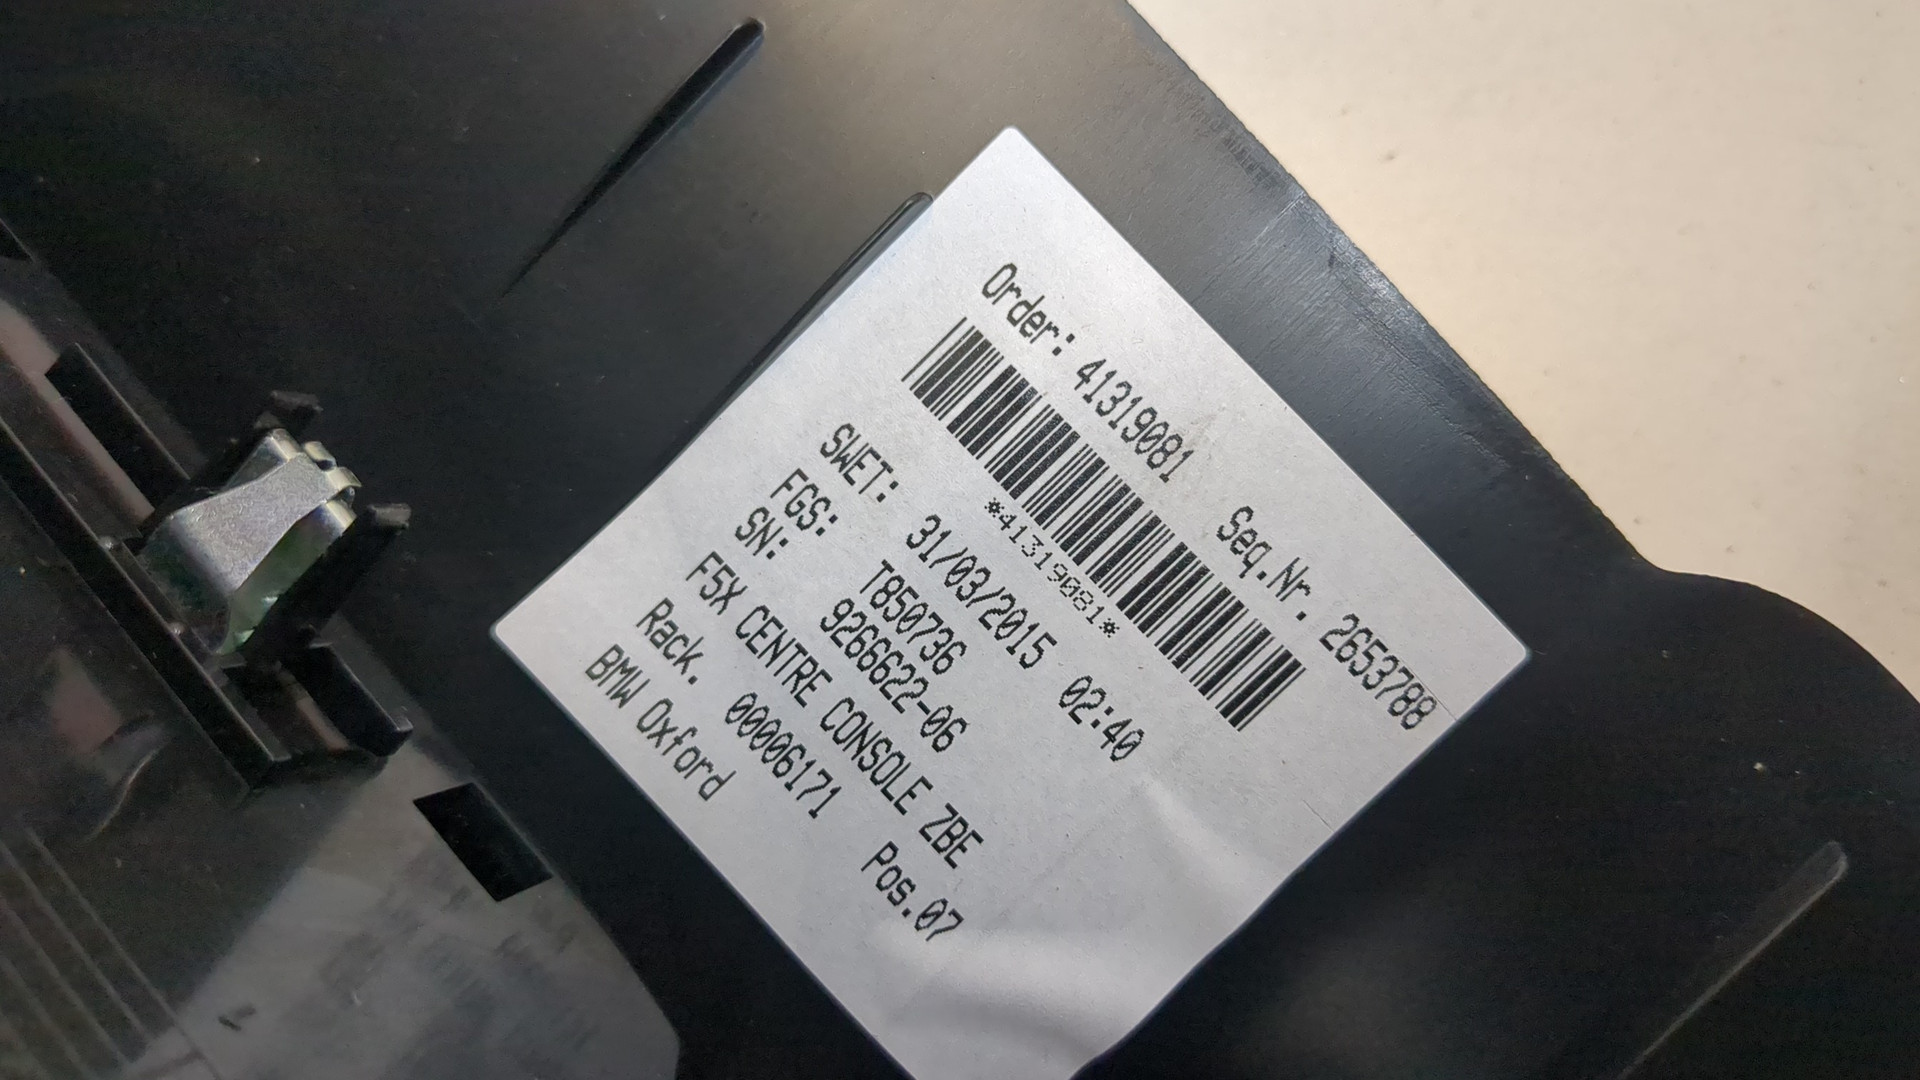 Order: 41319081 Seq.Nr. 2653788
*41319081*
SWET: 31/03/2015 02:40
FGS: T850736
SN: 9266622-06
F5X CENTRE CONSOLE ZBE
Rack. 00006171 Pos.07
BMW Oxford